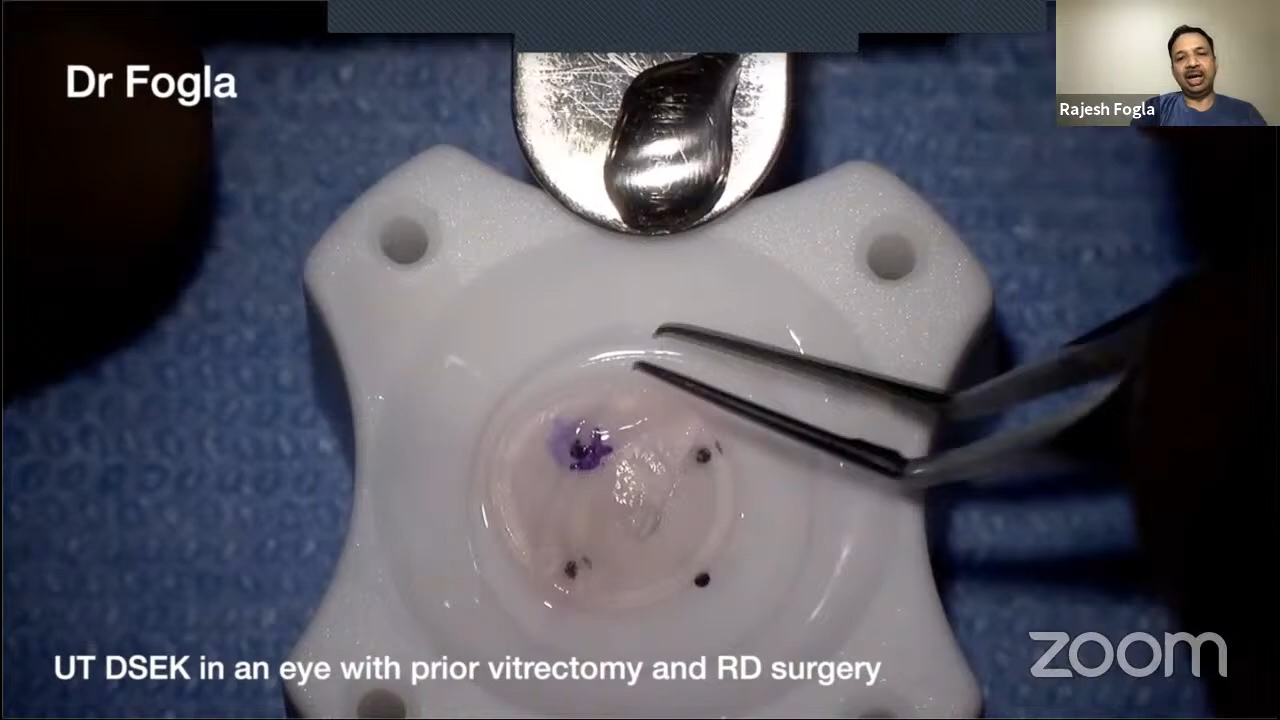 Dr Fogla
Rajesh Fogla
UT DSEK in an eye with prior vitrectomy and RD surgery
zoom